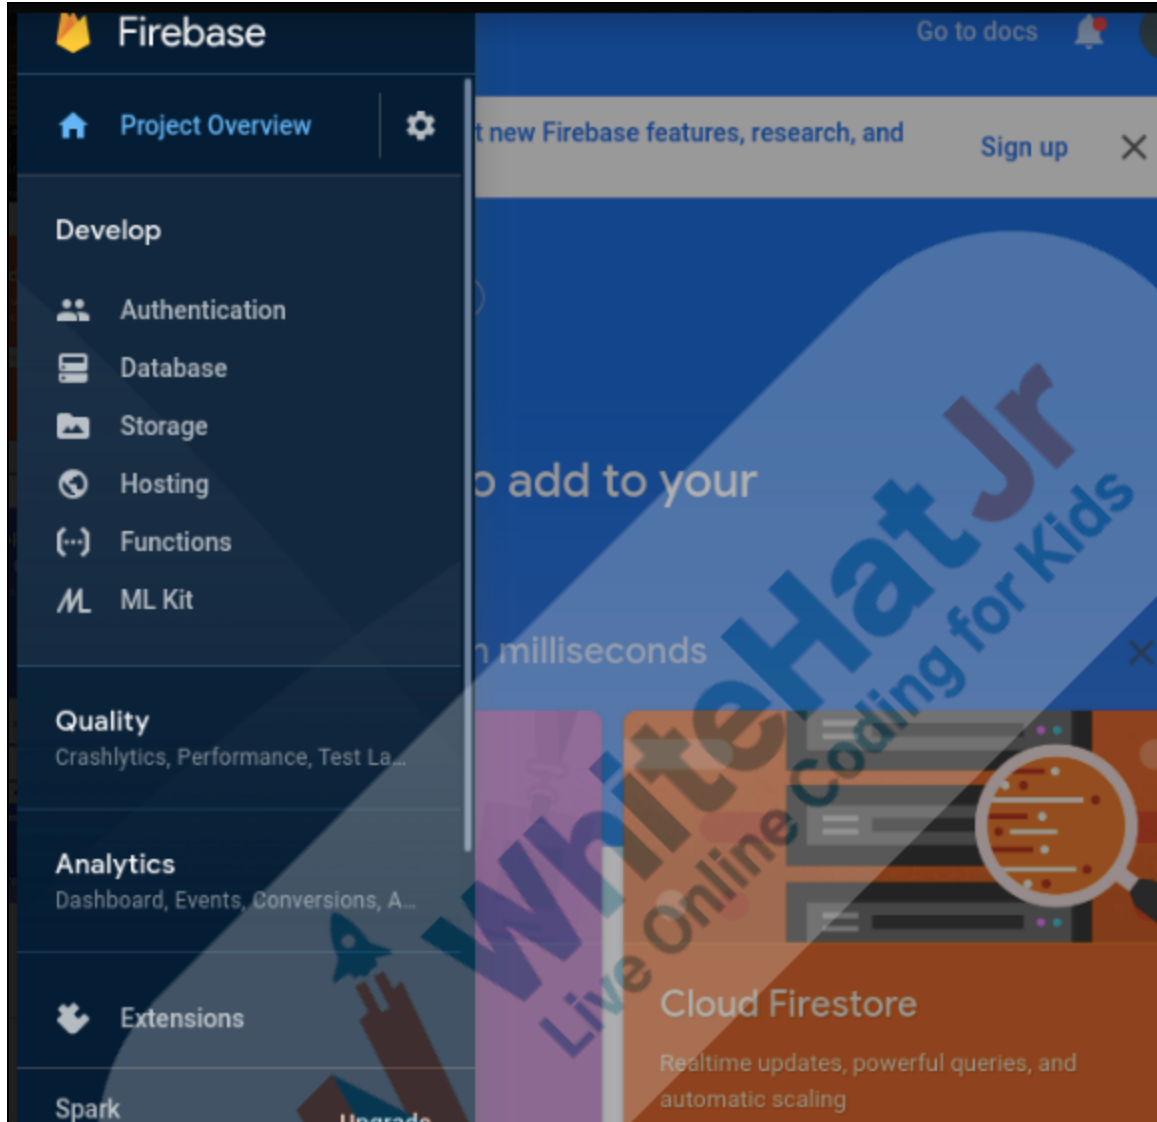 Firebase
Go to docs
Project Overview
t new Firebase features, research, and
Sign up
Develop
Authentication
Database
Storage
Hosting
Functions
ML Kit
o add to your
n milliseconds
Quality
Crashlytics, Performance, Test La...
Analytics
Dashboard, Events, Conversions, A...
Extensions
Spark
Upgrade
Cloud Firestore
Realtime updates, powerful queries, and
automatic scaling
WhiteHat Jr
Live Online Coding for Kids